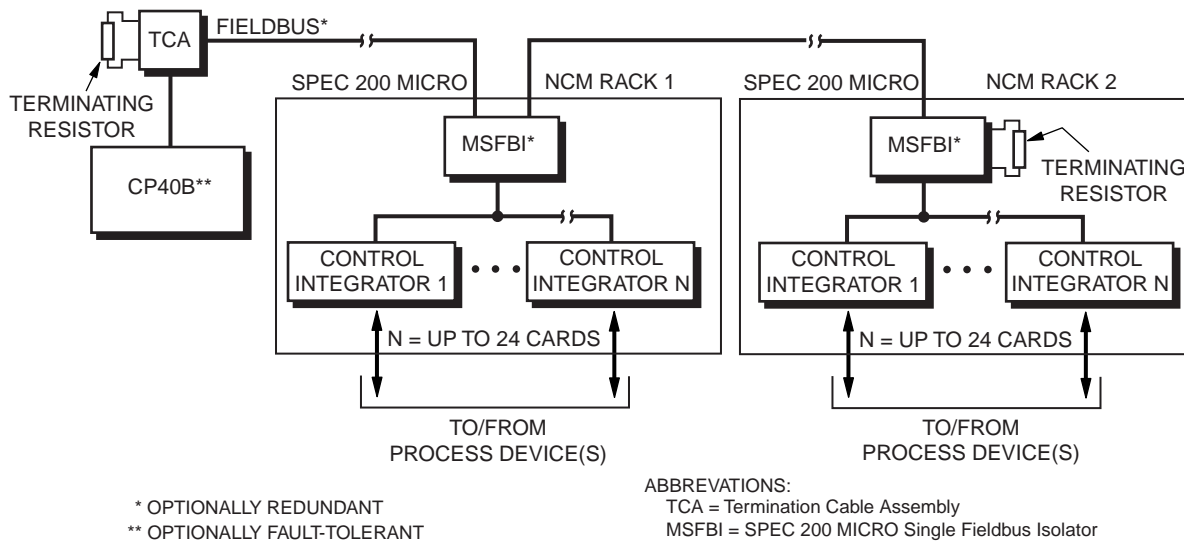 TCA
FIELDBUS*
TERMINATING
RESISTOR
CP40B**
SPEC 200 MICRO
NCM RACK 1
MSFBI*
CONTROL
INTEGRATOR 1
CONTROL
INTEGRATOR N
N = UP TO 24 CARDS
TO/FROM
PROCESS DEVICE(S)
SPEC 200 MICRO
NCM RACK 2
MSFBI*
TERMINATING
RESISTOR
CONTROL
INTEGRATOR 1
CONTROL
INTEGRATOR N
N = UP TO 24 CARDS
TO/FROM
PROCESS DEVICE(S)
* OPTIONALLY REDUNDANT
** OPTIONALLY FAULT-TOLERANT
ABBREVATIONS:
TCA = Termination Cable Assembly
MSFBI = SPEC 200 MICRO Single Fieldbus Isolator